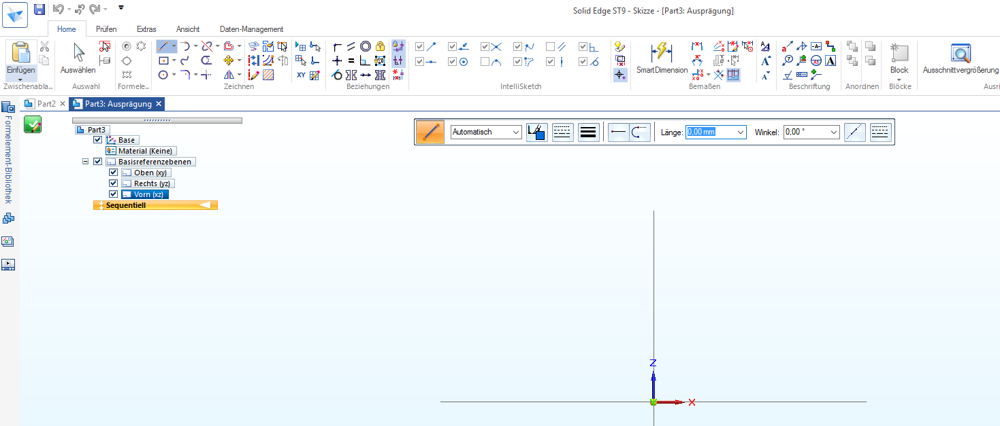 Solid Edge ST9 - Skizze - [Part3: Ausprägung]
Home Prüfen Extras Ansicht Daten-Management
Einfügen Auswählen SmartDimension Block Ausschnittvergrößerung
Zwischenabla... Auswahl Formele... Zeichnen Beziehungen IntelliSketch Bemaßen Beschriftung Anordnen Blöcke Ausri
Part2 Part3: Ausprägung
Formelement-Bibliothek
Part3
Base
Material (Keine)
Basisreferenzebenen
Oben (xy)
Rechts (yz)
Vorn (xz)
Sequentiell
Automatisch Länge: 0,00 mm Winkel: 0,00 °
Z
X